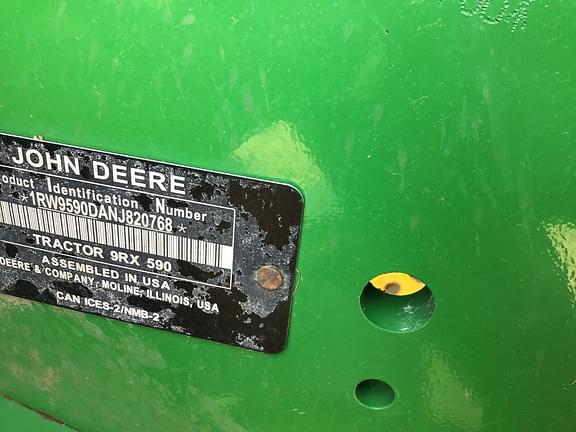 JOHN DEERE
oduct Identification Number
*1RW9590DANJ820768*
TRACTOR 9RX 590
ASSEMBLED IN USA
DEERE & COMPANY, MOLINE, ILLINOIS, USA
CAN ICES-2/NMB-2